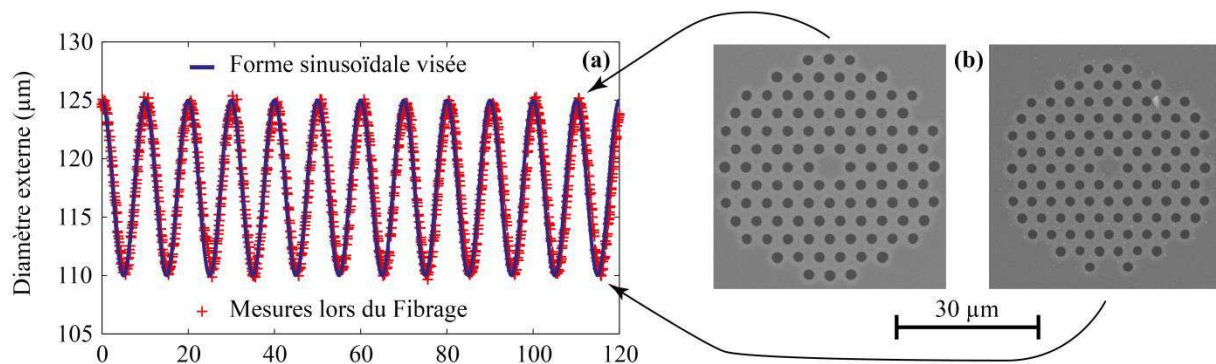 130
125
120
115
110
105
Diamètre externe (µm)
Forme sinusoïdale visée
(a)
Mesures lors du Fibrage
0
20
40
60
80
100
120
(b)
30 µm